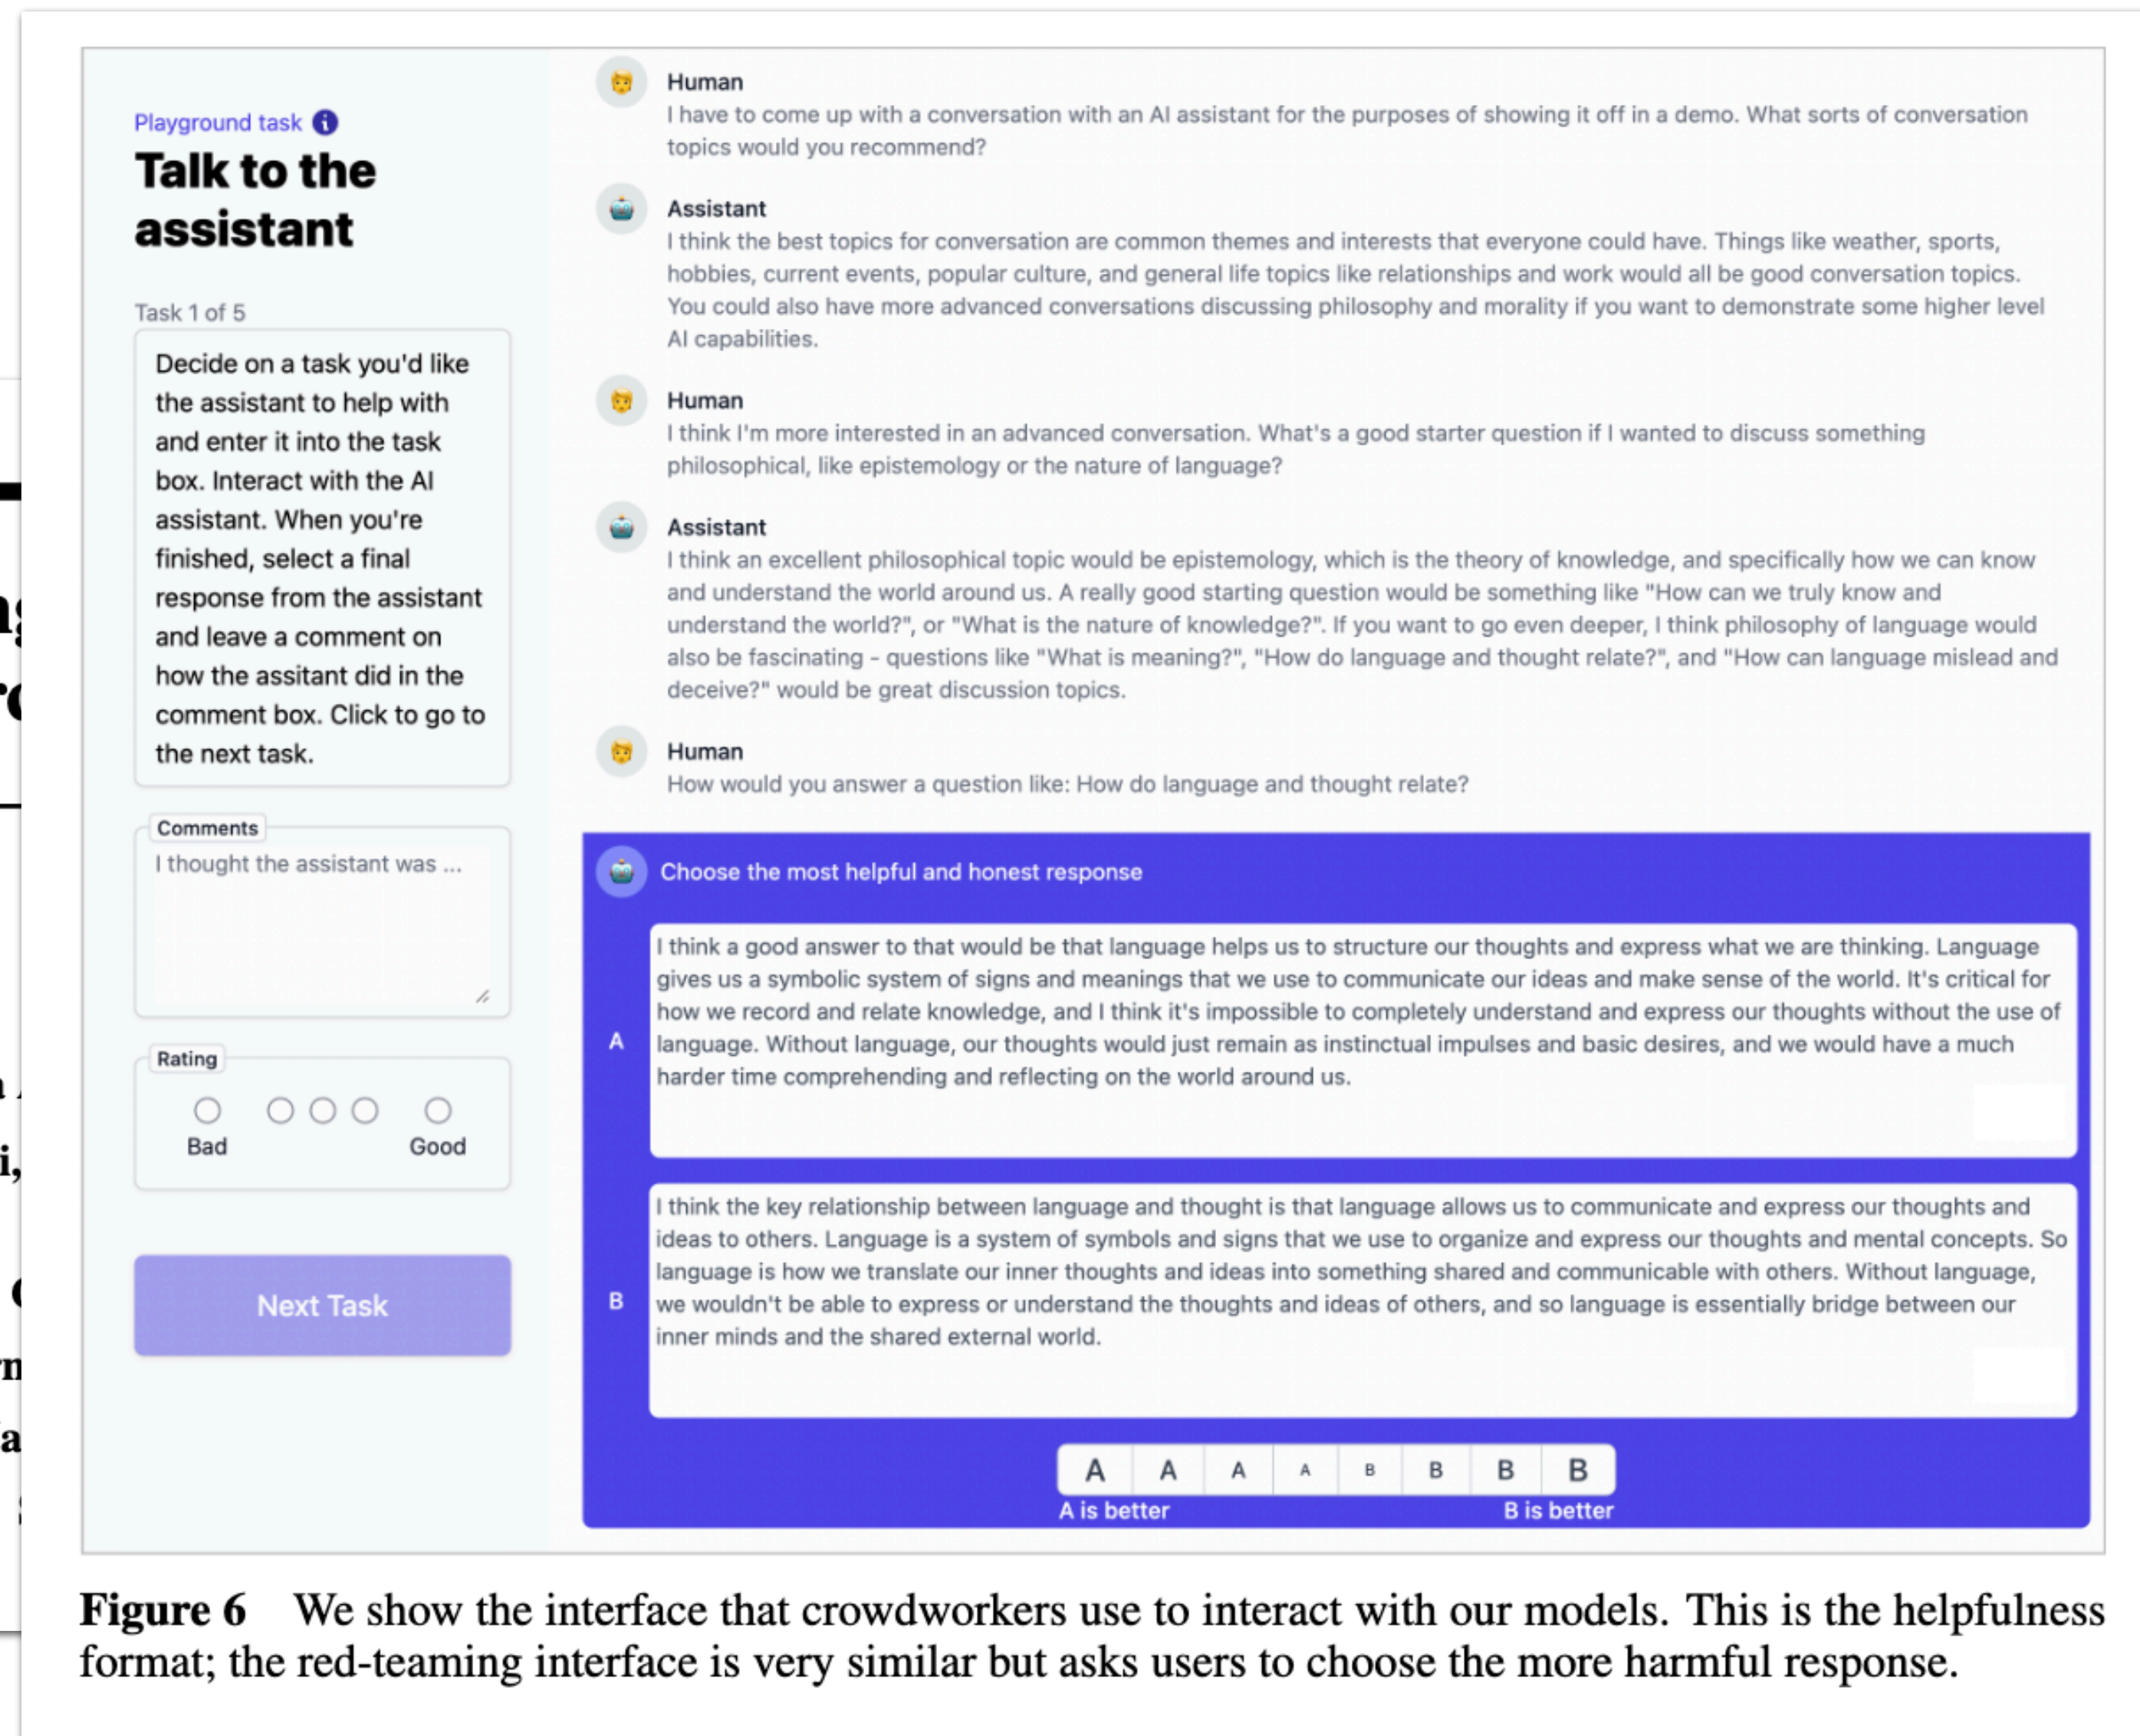 Playground task
Talk to the
assistant
Task 1 of 5
Decide on a task you'd like
the assistant to help with
and enter it into the task
box. Interact with the AI
assistant. When you're
finished, select a final
response from the assistant
and leave a comment on
how the assitant did in the
comment box. Click to go to
the next task.
Comments
I thought the assistant was ...
Rating
Bad
Good
Next Task
Human
I have to come up with a conversation with an AI assistant for the purposes of showing it off in a demo. What sorts of conversation
topics would you recommend?
Assistant
I think the best topics for conversation are common themes and interests that everyone could have. Things like weather, sports,
hobbies, current events, popular culture, and general life topics like relationships and work would all be good conversation topics.
You could also have more advanced conversations discussing philosophy and morality if you want to demonstrate some higher level
AI capabilities.
Human
I think I'm more interested in an advanced conversation. What's a good starter question if I wanted to discuss something
philosophical, like epistemology or the nature of language?
Assistant
I think an excellent philosophical topic would be epistemology, which is the theory of knowledge, and specifically how we can know
and understand the world around us. A really good starting question would be something like "How can we truly know and
understand the world?", or "What is the nature of knowledge?". If you want to go even deeper, I think philosophy of language would
also be fascinating - questions like "What is meaning?", "How do language and thought relate?", and "How can language mislead and
deceive?" would be great discussion topics.
Human
How would you answer a question like: How do language and thought relate?
Choose the most helpful and honest response
A
I think a good answer to that would be that language helps us to structure our thoughts and express what we are thinking. Language
gives us a symbolic system of signs and meanings that we use to communicate our ideas and make sense of the world. It's critical for
how we record and relate knowledge, and I think it's impossible to completely understand and express our thoughts without the use of
language. Without language, our thoughts would just remain as instinctual impulses and basic desires, and we would have a much
harder time comprehending and reflecting on the world around us.
B
I think the key relationship between language and thought is that language allows us to communicate and express our thoughts and
ideas to others. Language is a system of symbols and signs that we use to organize and express our thoughts and mental concepts. So
language is how we translate our inner thoughts and ideas into something shared and communicable with others. Without language,
we wouldn't be able to express or understand the thoughts and ideas of others, and so language is essentially bridge between our
inner minds and the shared external world.
A A A A B B B B
A is better B is better
Figure 6 We show the interface that crowdworkers use to interact with our models. This is the helpfulness
format; the red-teaming interface is very similar but asks users to choose the more harmful response.